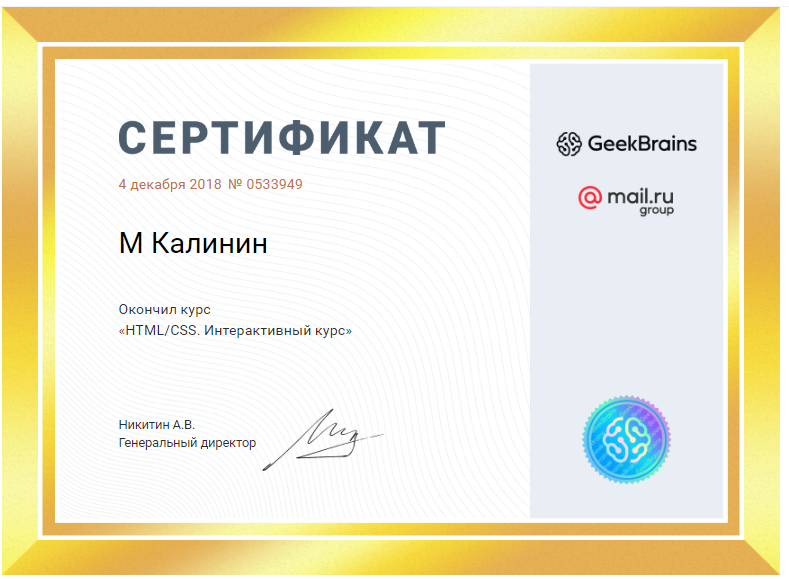 СЕРТИФИКАТ
4 декабря 2018 № 0533949
М Калинин
Окончил курс
«HTML/CSS. Интерактивный курс»
Никитин А.В.
Генеральный директор
GeekBrains
@mail.ru
group